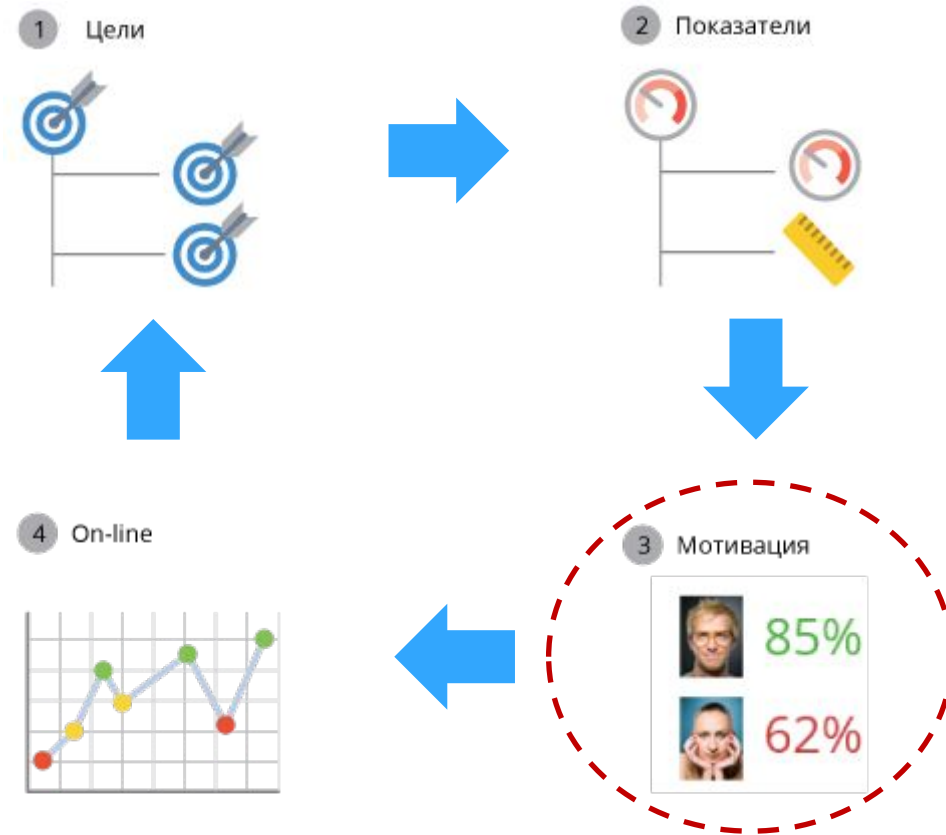 1 Цели
2 Показатели
4 On-line
3 Мотивация
85%
62%